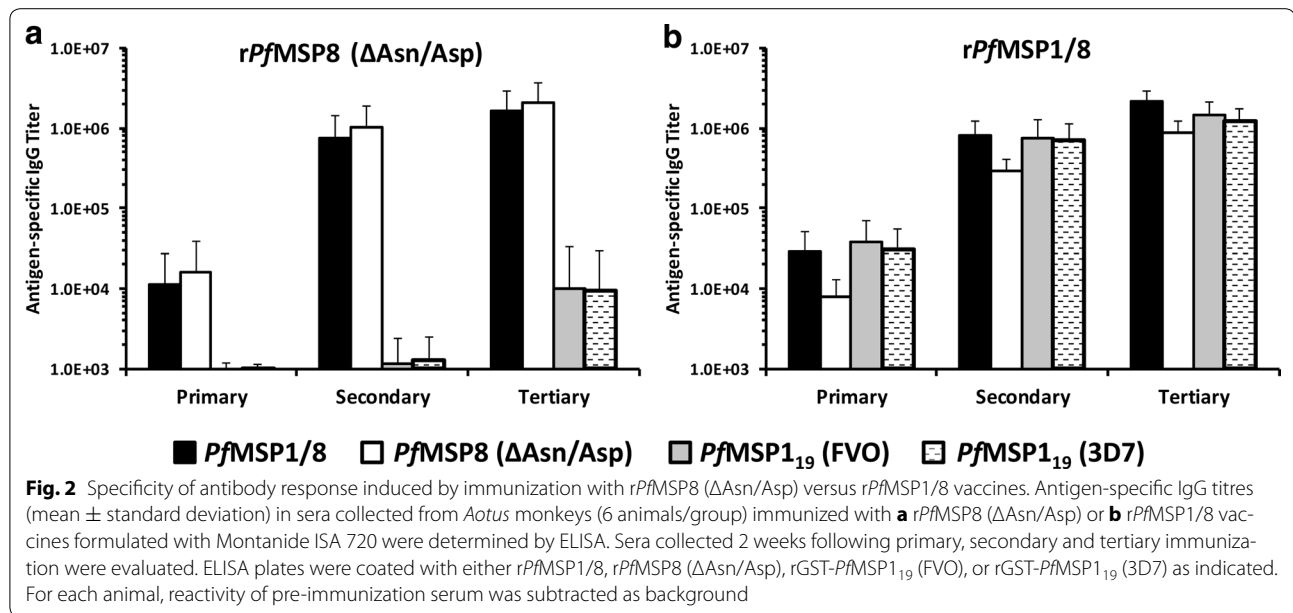 a
rPfMSP8 (ΔAsn/Asp)
1.0E+07
1.0E+06
1.0E+05
1.0E+04
1.0E+03
Antigen-specific IgG Titer
Primary Secondary Tertiary
b
rPfMSP1/8
1.0E+07
1.0E+06
1.0E+05
1.0E+04
1.0E+03
Antigen-specific IgG Titer
Primary Secondary Tertiary
PfMSP1/8 PfMSP8 (ΔAsn/Asp) PfMSP1₁₉ (FVO) PfMSP1₁₉ (3D7)
Fig. 2 Specificity of antibody response induced by immunization with rPfMSP8 (ΔAsn/Asp) versus rPfMSP1/8 vaccines. Antigen-specific IgG titres
(mean ± standard deviation) in sera collected from Aotus monkeys (6 animals/group) immunized with a rPfMSP8 (ΔAsn/Asp) or b rPfMSP1/8 vac-
cines formulated with Montanide ISA 720 were determined by ELISA. Sera collected 2 weeks following primary, secondary and tertiary immuniza-
tion were evaluated. ELISA plates were coated with either rPfMSP1/8, rPfMSP8 (ΔAsn/Asp), rGST-PfMSP1₁₉ (FVO), or rGST-PfMSP1₁₉ (3D7) as indicated.
For each animal, reactivity of pre-immunization serum was subtracted as background